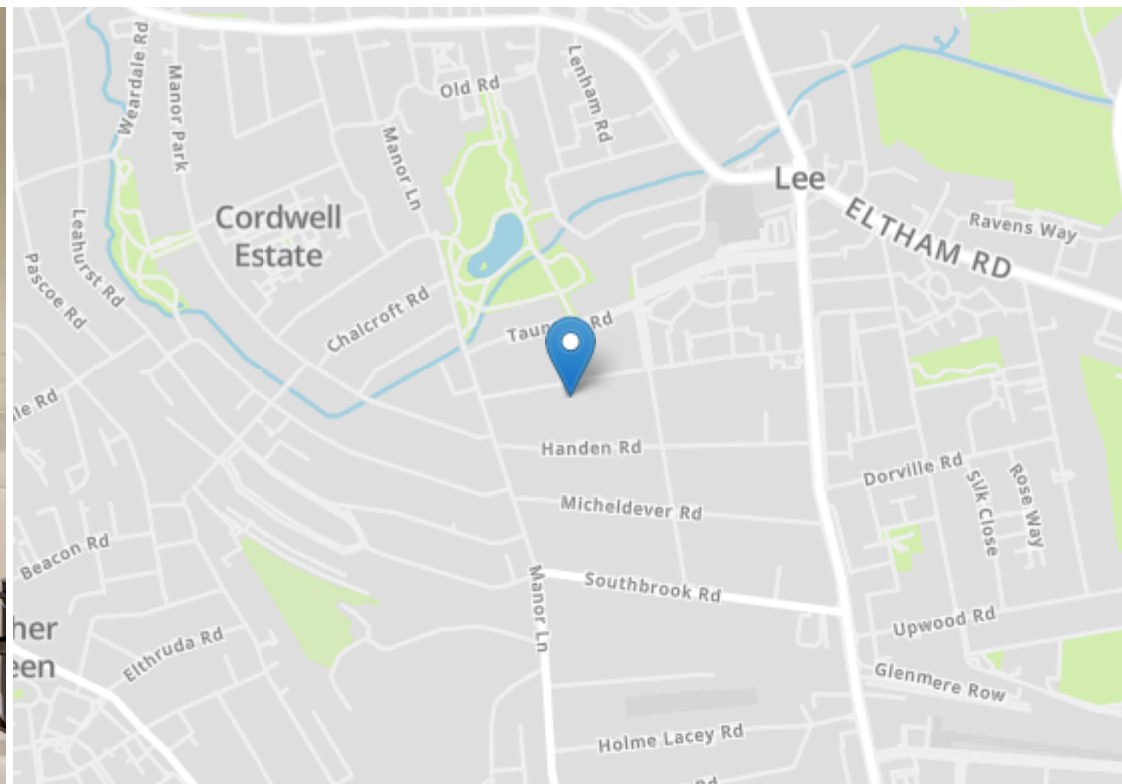 Weardale Rd
Manor Park
Old Rd
Lenham Rd
Manor Ln
Lee
ELTHAM RD
Ravens Way
Cordwell
Estate
Leahurst Rd
Pascoe Rd
Chalcroft Rd
Rd
Handen Rd
Micheldever Rd
Dorville Rd
Silk Close
Rose Way
Beacon Rd
Manor Ln
Southbrook Rd
Upwood Rd
Elthruda Rd
Glenmere Row
Holme Lacey Rd